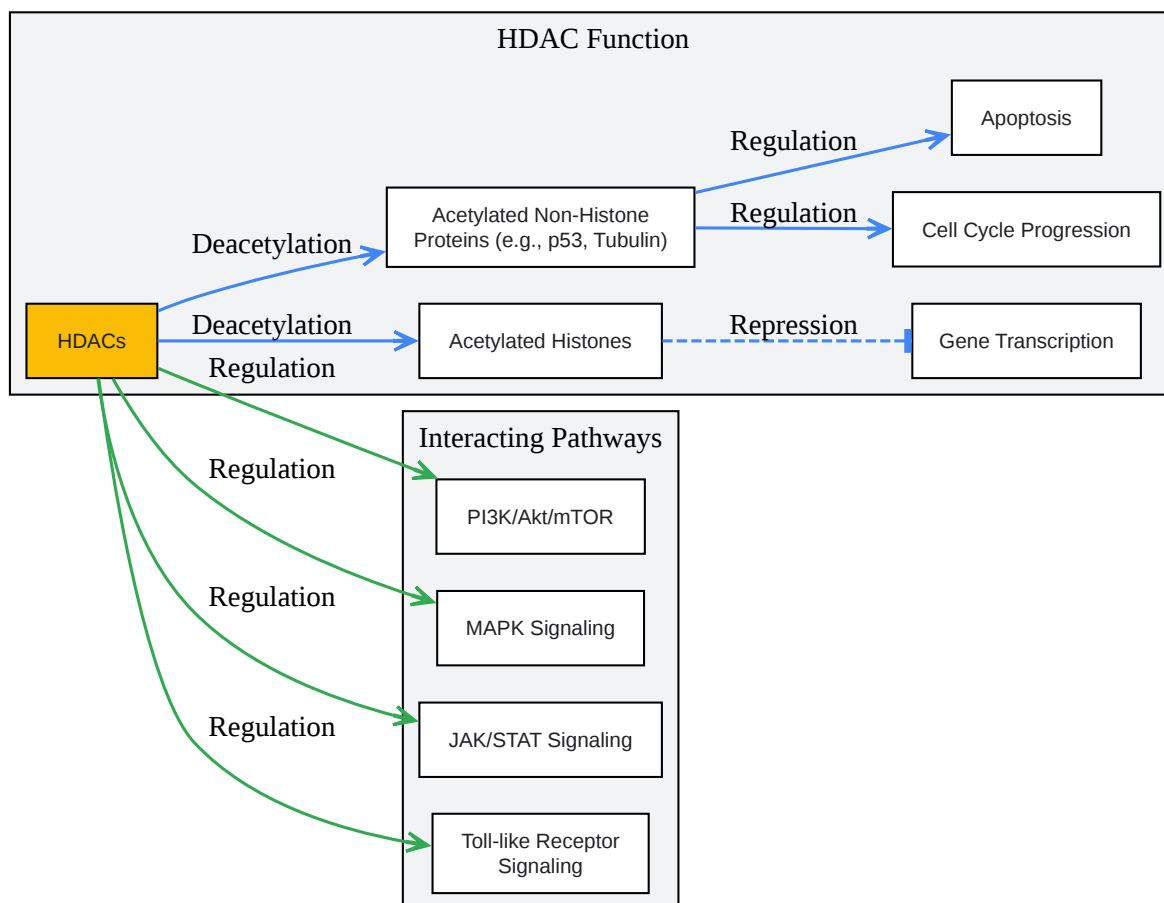 HDAC Function
Apoptosis
Regulation
Acetylated Non-Histone
Proteins (e.g., p53, Tubulin)
Regulation
Cell Cycle Progression
Deacetylation
HDACs
Deacetylation
Acetylated Histones
Repression
Gene Transcription
Regulation
Interacting Pathways
Regulation
PI3K/Akt/mTOR
Regulation
MAPK Signaling
Regulation
JAK/STAT Signaling
Toll-like Receptor
Signaling